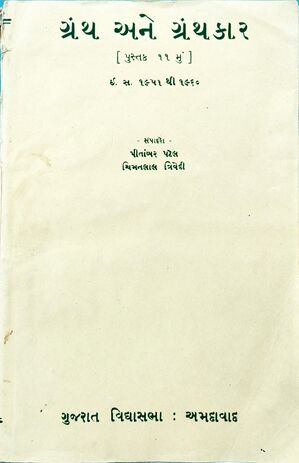 ગ્રંથ અને ગ્રંથકાર
[ પુસ્તક ૧૧ મું ]
ઈ. સ. ૧૯૫૧ થી ૧૯૬૦
- સંપાદકો -
પીતાંબર પટેલ
ચિમનલાલ ત્રિવેદી
ગુજરાત વિદ્યાસભા : અમદાવાદ